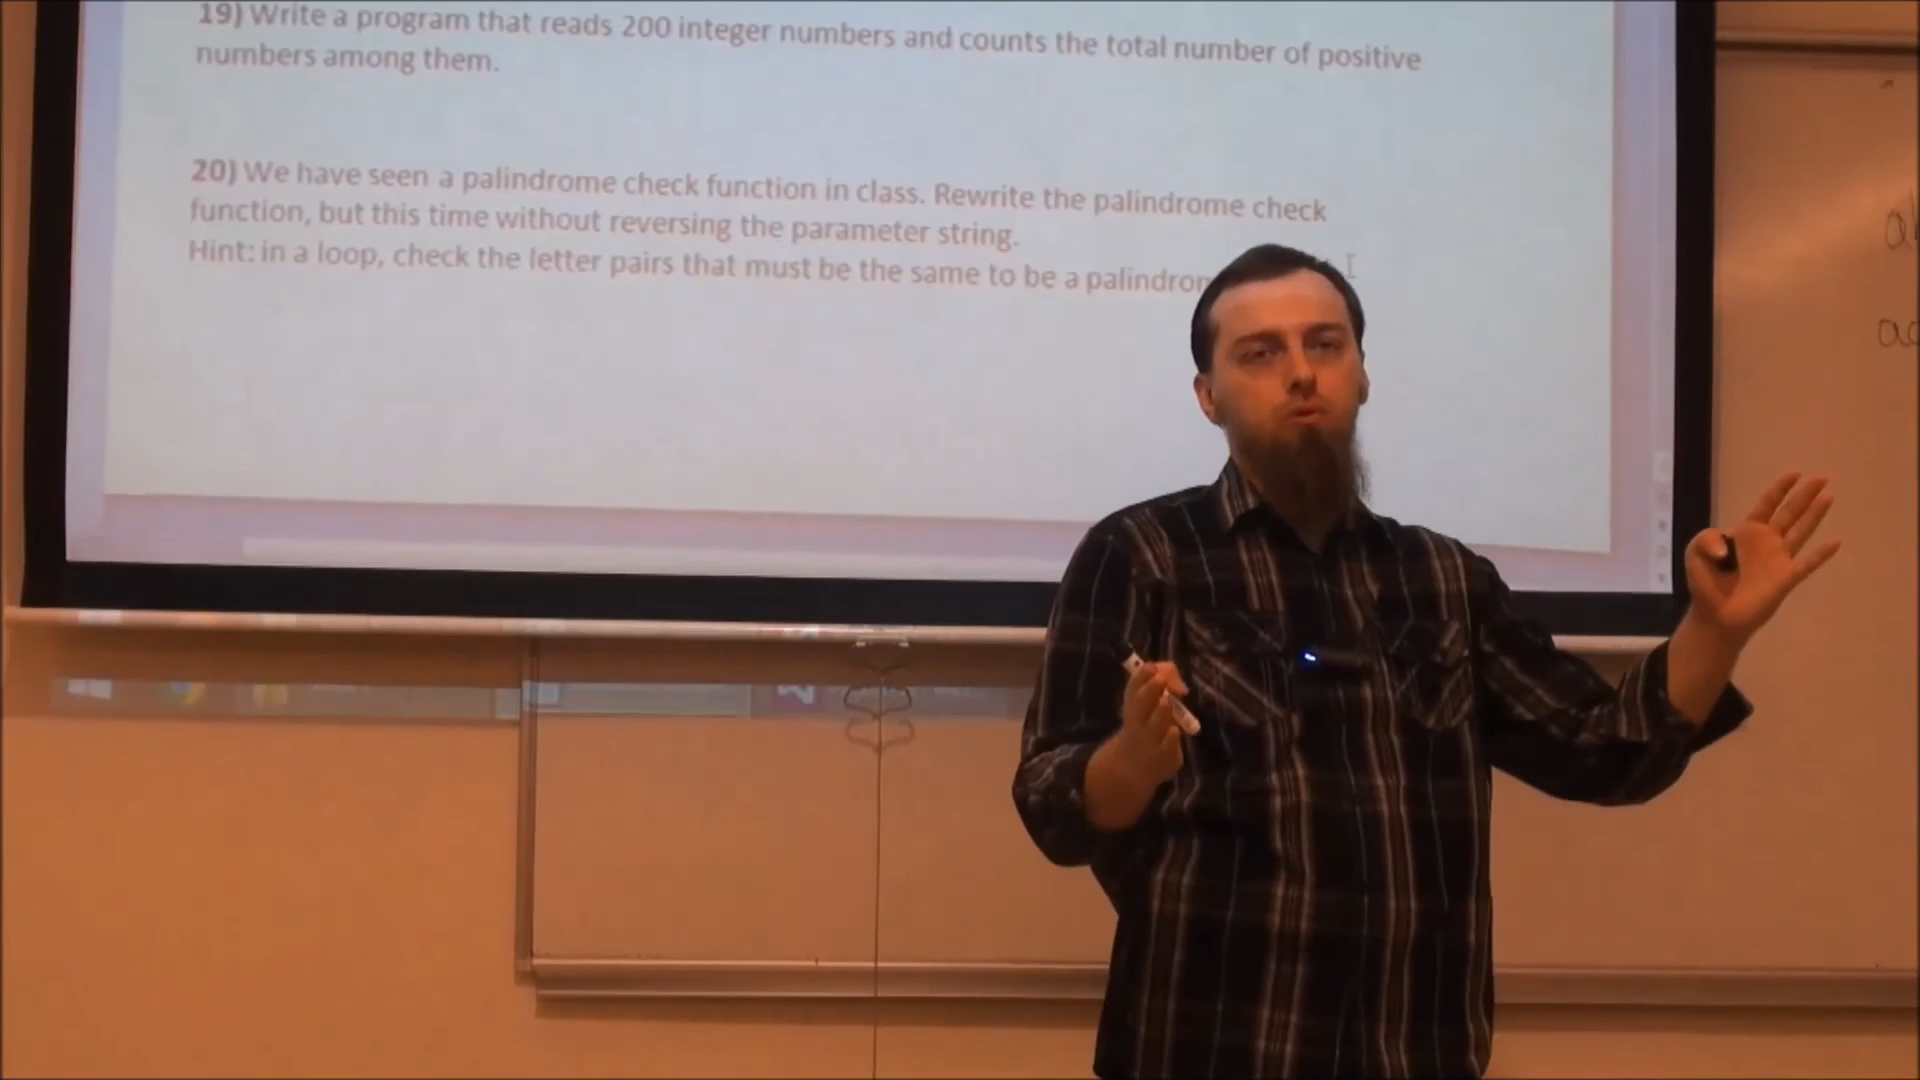 19) Write a program that reads 200 integer numbers and counts the total number of positive
numbers among them.
20) We have seen a palindrome check function in class. Rewrite the palindrome check
function, but this time without reversing the parameter string.
Hint: in a loop, check the letter pairs that must be the same to be a